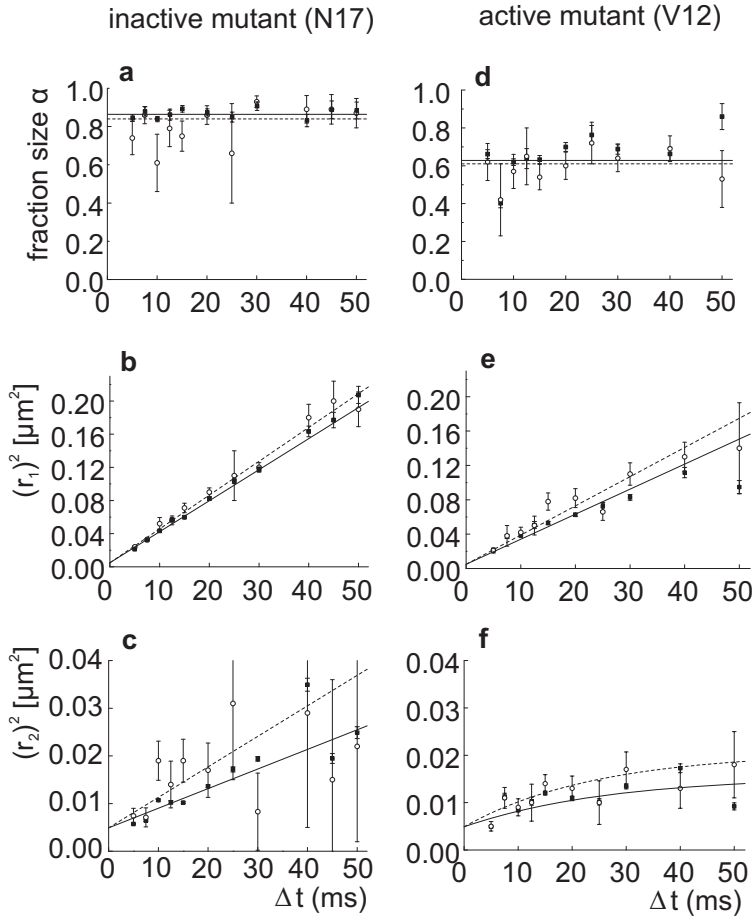 inactive mutant (N17)
active mutant (V12)
a
fraction size α
1.0
0.8
0.6
0.4
0.2
0.0
0 10 20 30 40 50
d
1.0
0.8
0.6
0.4
0.2
0.0
0 10 20 30 40 50
b
(r₁)² [µm²]
0.20
0.16
0.12
0.08
0.04
0.00
0 10 20 30 40 50
e
0.20
0.16
0.12
0.08
0.04
0.00
0 10 20 30 40 50
c
(r₂)² [µm²]
0.04
0.03
0.02
0.01
0.00
0 10 20 30 40 50
Δt (ms)
f
0.04
0.03
0.02
0.01
0.00
0 10 20 30 40 50
Δt (ms)